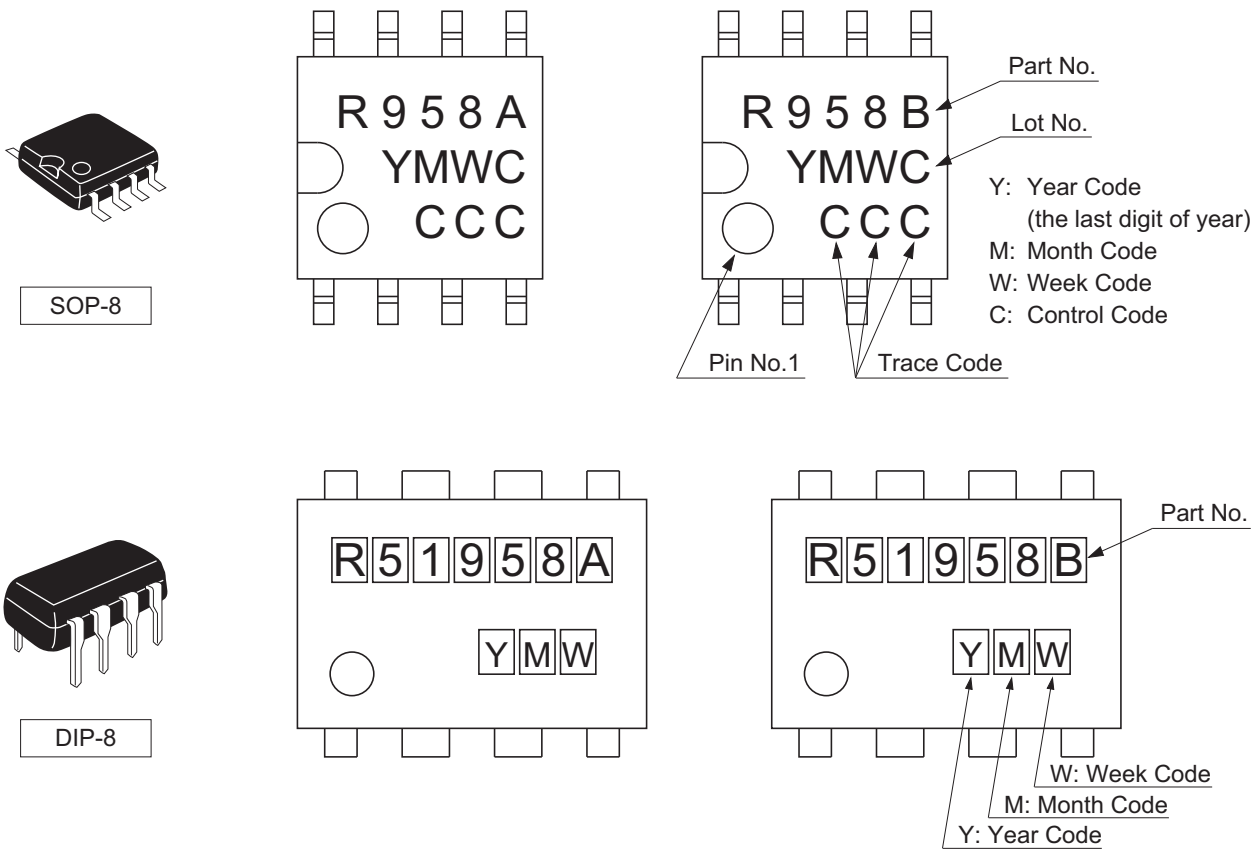 R958A
YMWC
CCC
SOP-8
R958B
YMWC
CCC
Part No.
Lot No.
Y: Year Code
(the last digit of year)
M: Month Code
W: Week Code
C: Control Code
Pin No.1
Trace Code
R51958A
YMW
DIP-8
R51958B
YMW
Part No.
W: Week Code
M: Month Code
Y: Year Code